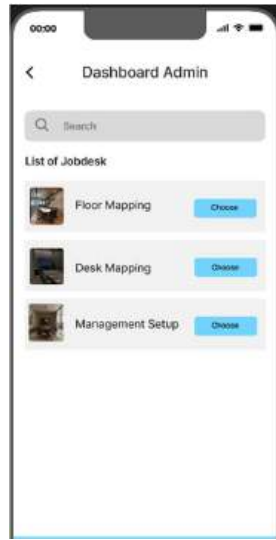 00:00
Dashboard Admin
Search
List of Jobdesk
Floor Mapping
Choose
Desk Mapping
Choose
Management Setup
Choose